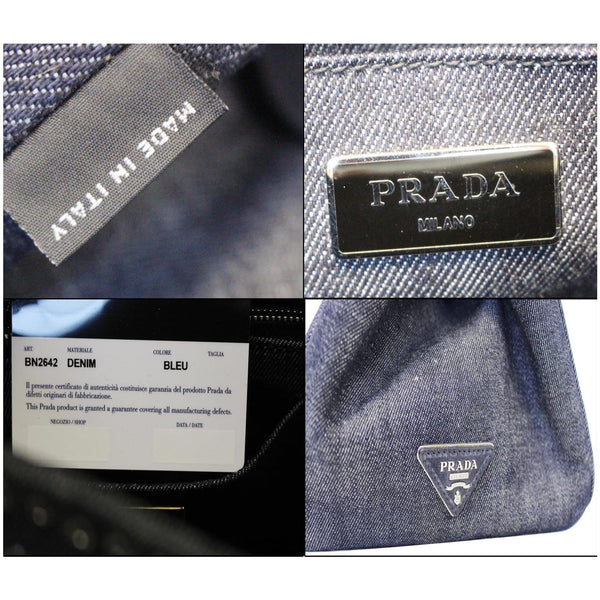 MADE IN ITALY
PRADA
MILANO
ART. MATERIALE COLORE TAGLIA
BN2642 DENIM BLEU
Il presente certificato di autenticità costituisce garanzia del prodotto Prada da
difetti originari di fabbricazione.
This Prada product is granted a guarantee covering all manufacturing defects.
NEGOZIO / SHOP DATA / DATE
PRADA